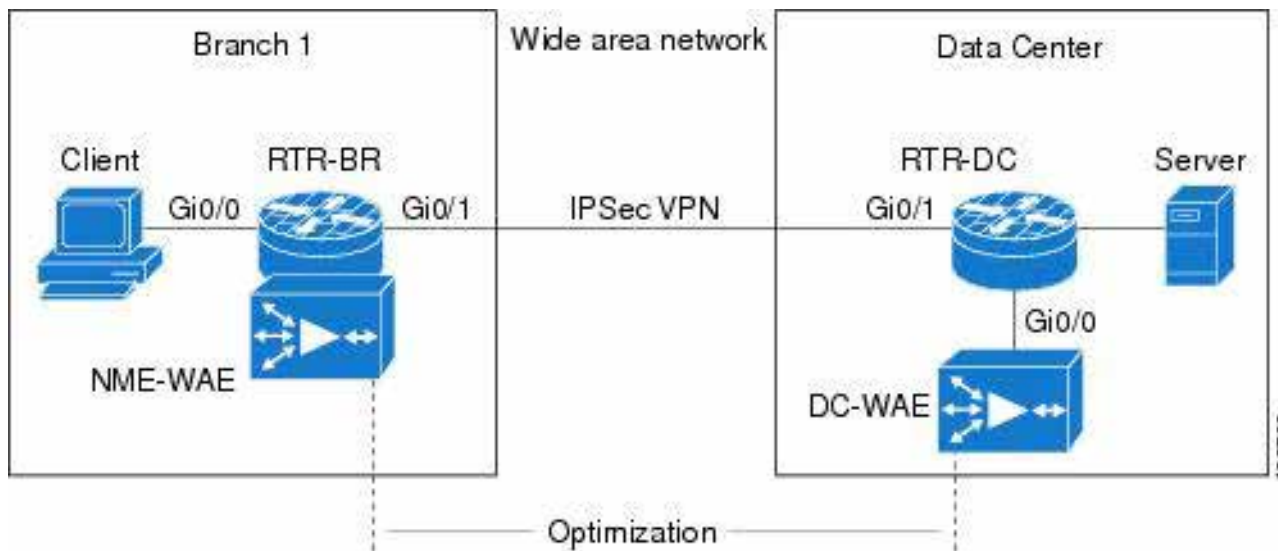 Branch 1
Wide area network
Data Center
Client
RTR-BR
RTR-DC
Server
Gi0/0
Gi0/1
IPSec VPN
Gi0/1
Gi0/0
NME-WAE
DC-WAE
Optimization